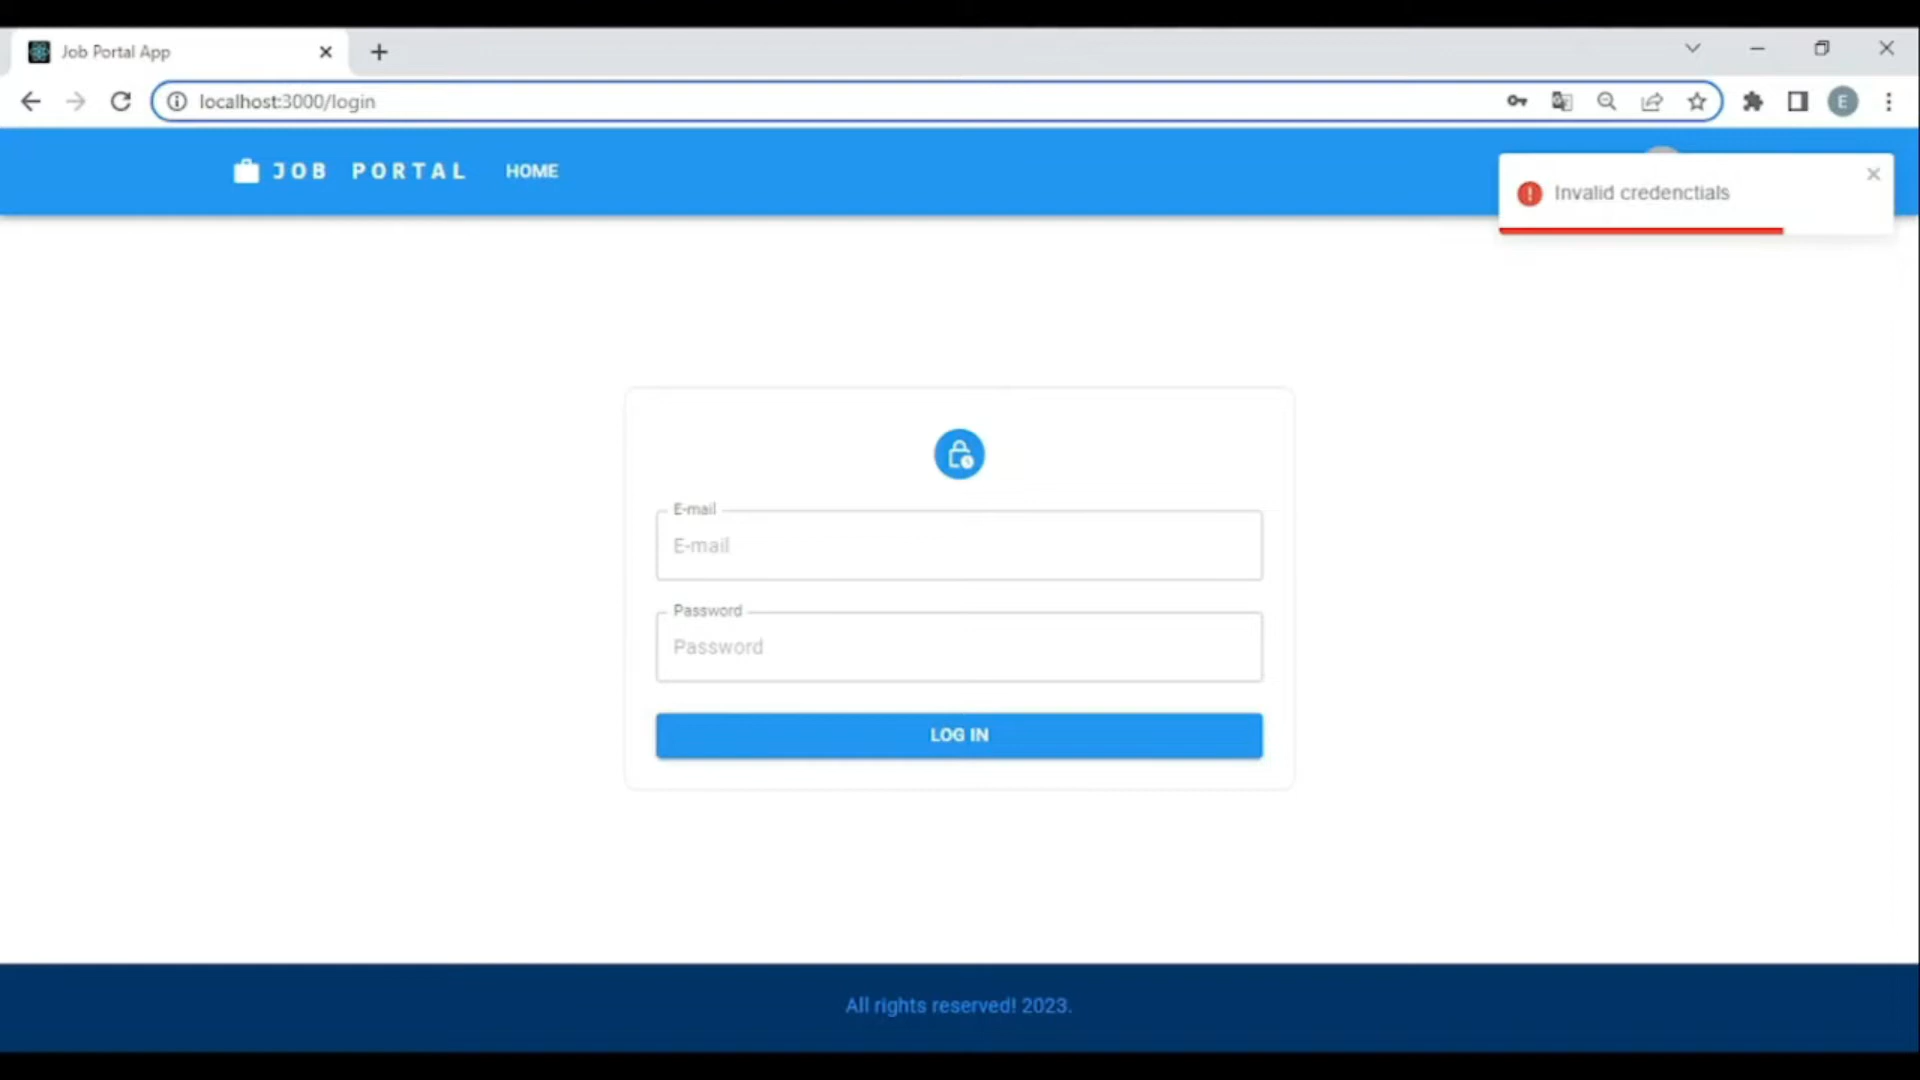 Job Portal App
localhost:3000/login
E
JOB PORTAL
HOME
Invalid credenctials
E-mail
E-mail
Password
Password
LOG IN
All rights reserved! 2023.